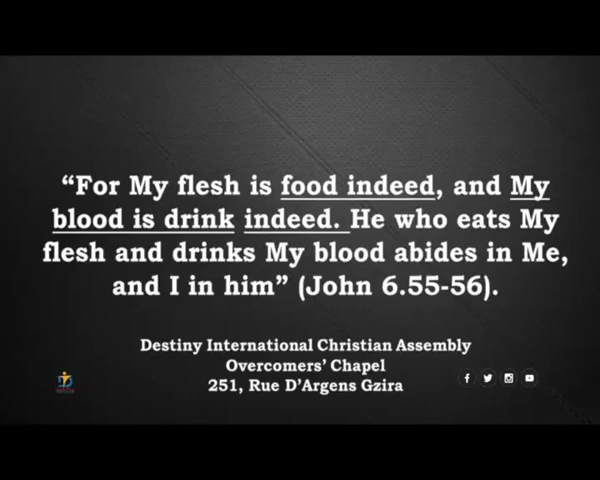 “For My flesh is food indeed, and My
blood is drink indeed. He who eats My
flesh and drinks My blood abides in Me,
and I in him” (John 6.55-56).
Destiny International Christian Assembly
Overcomers’ Chapel
251, Rue D’Argens Gzira